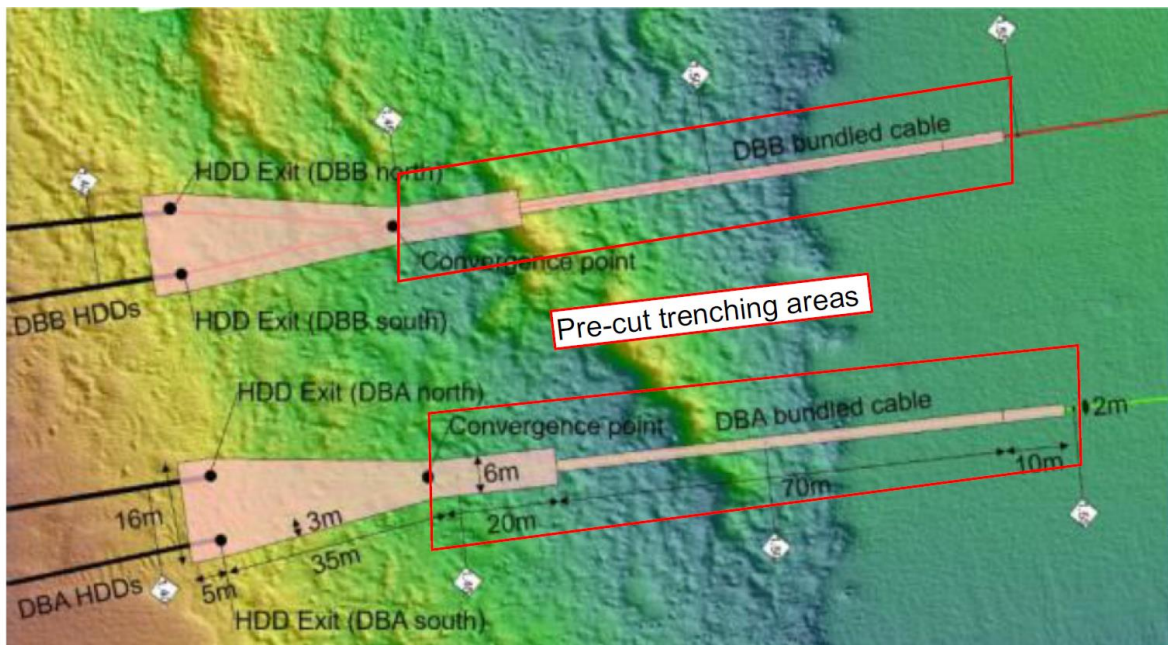 DBB bundled cable
HDD Exit (DBB north)
Convergence point
DBB HDDs
HDD Exit (DBB south)
Pre-cut trenching areas
HDD Exit (DBA north)
Convergence point
DBA bundled cable
2m
6m
10m
70m
16m
3m
20m
35m
5m
DBA HDDs
HDD Exit (DBA south)